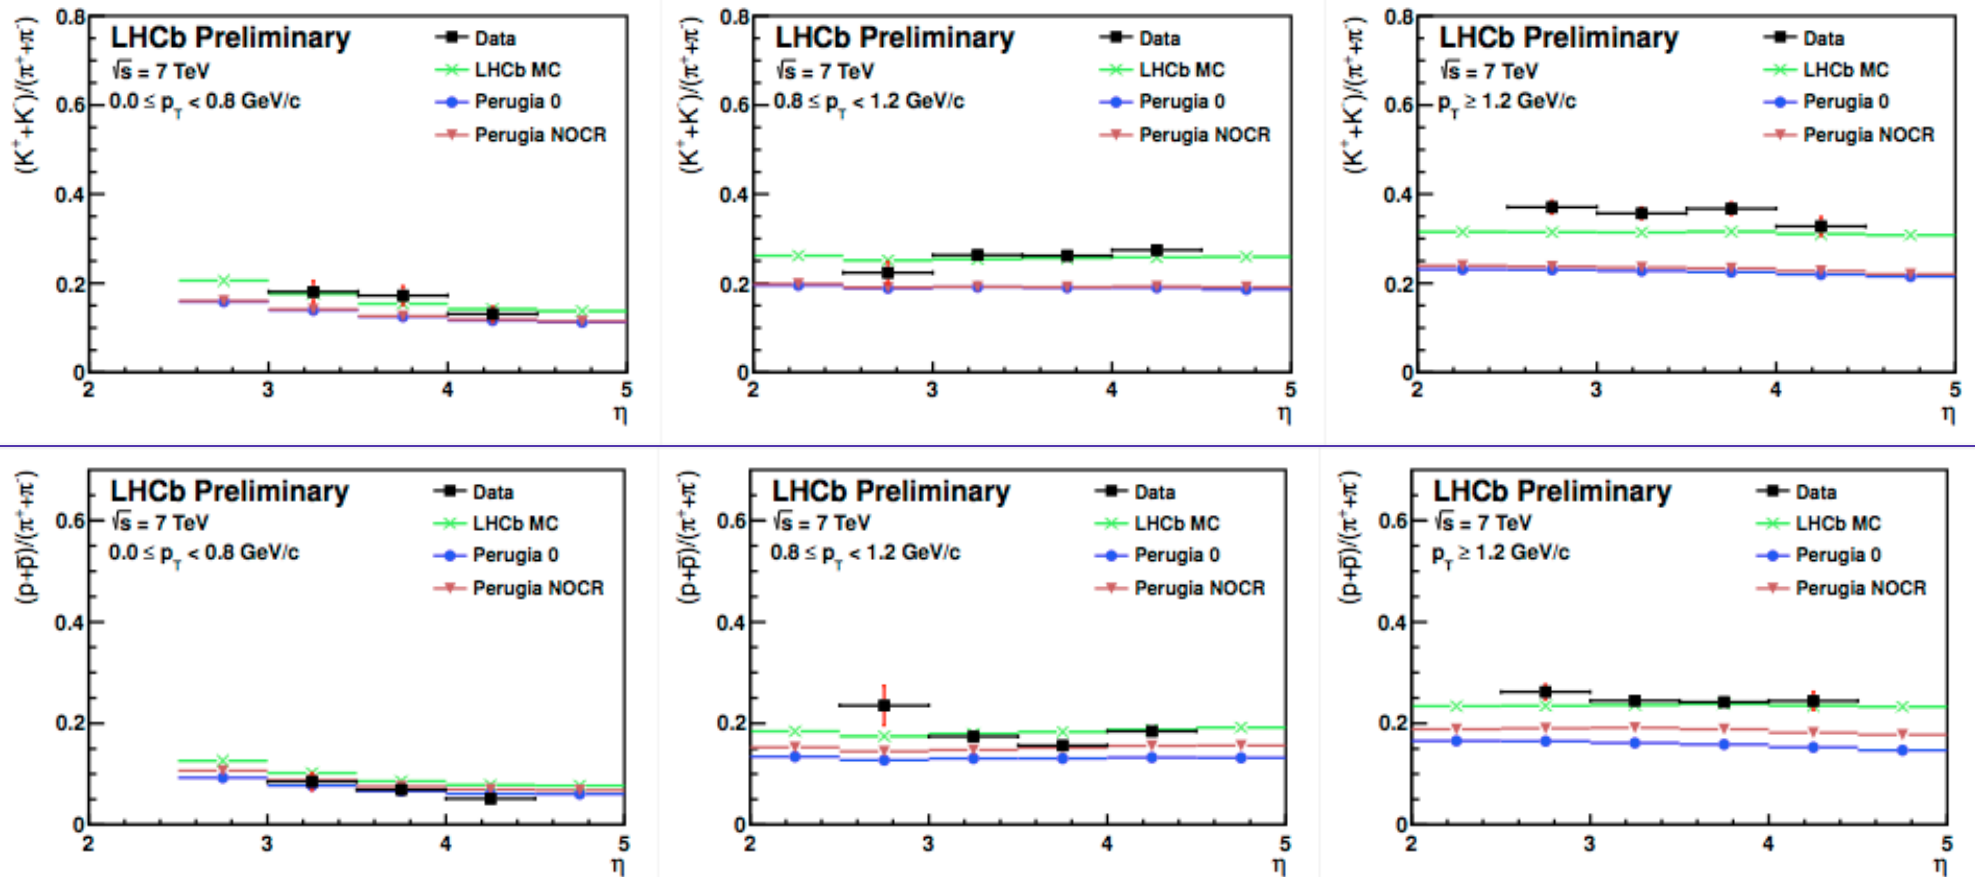 (K⁺+K⁻)/(π⁺+π⁻)
0.8
0.6
0.4
0.2
0
LHCb Preliminary
√s = 7 TeV
0.0 ≤ p_T < 0.8 GeV/c
Data
LHCb MC
Perugia 0
Perugia NOCR
2 3 4 5
η
(K⁺+K⁻)/(π⁺+π⁻)
0.8
0.6
0.4
0.2
0
LHCb Preliminary
√s = 7 TeV
0.8 ≤ p_T < 1.2 GeV/c
Data
LHCb MC
Perugia 0
Perugia NOCR
2 3 4 5
η
(K⁺+K⁻)/(π⁺+π⁻)
0.8
0.6
0.4
0.2
0
LHCb Preliminary
√s = 7 TeV
p_T ≥ 1.2 GeV/c
Data
LHCb MC
Perugia 0
Perugia NOCR
2 3 4 5
η
(p+p̅)/(π⁺+π⁻)
0.6
0.4
0.2
0
LHCb Preliminary
√s = 7 TeV
0.0 ≤ p_T < 0.8 GeV/c
Data
LHCb MC
Perugia 0
Perugia NOCR
2 3 4 5
η
(p+p̅)/(π⁺+π⁻)
0.6
0.4
0.2
0
LHCb Preliminary
√s = 7 TeV
0.8 ≤ p_T < 1.2 GeV/c
Data
LHCb MC
Perugia 0
Perugia NOCR
2 3 4 5
η
(p+p̅)/(π⁺+π⁻)
0.6
0.4
0.2
0
LHCb Preliminary
√s = 7 TeV
p_T ≥ 1.2 GeV/c
Data
LHCb MC
Perugia 0
Perugia NOCR
2 3 4 5
η